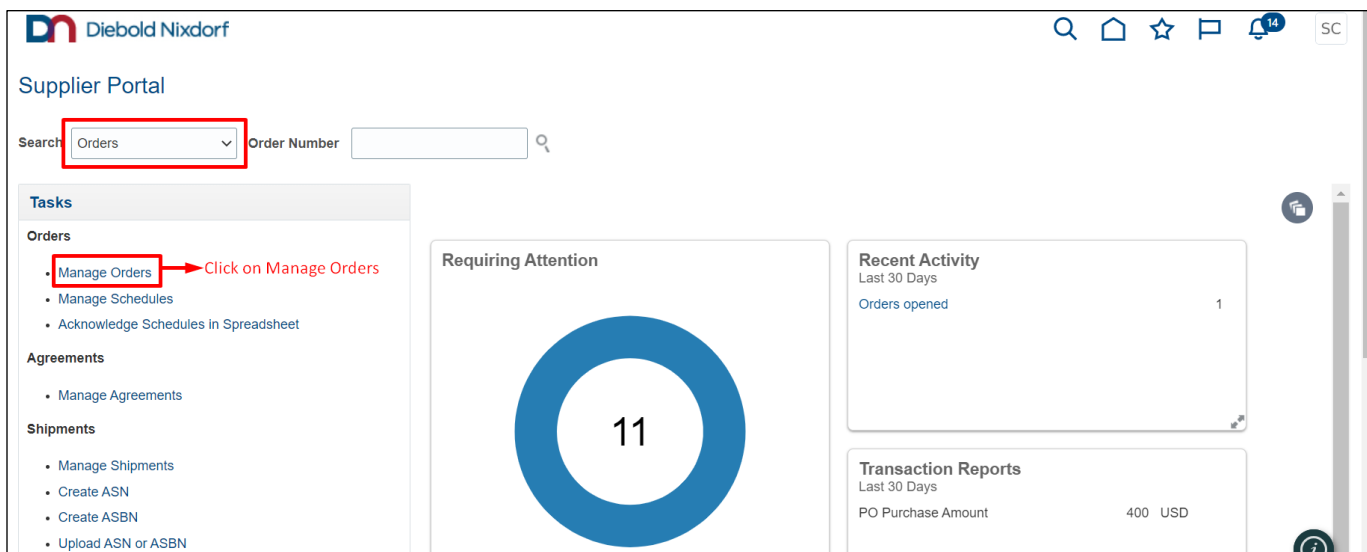 DN Diebold Nixdorf
14
SC
Supplier Portal
Search Orders Order Number
Tasks
Orders
• Manage Orders Click on Manage Orders
• Manage Schedules
• Acknowledge Schedules in Spreadsheet
Agreements
• Manage Agreements
Shipments
• Manage Shipments
• Create ASN
• Create ASBN
• Upload ASN or ASBN
Requiring Attention
11
Recent Activity
Last 30 Days
Orders opened 1
Transaction Reports
Last 30 Days
PO Purchase Amount 400 USD
i